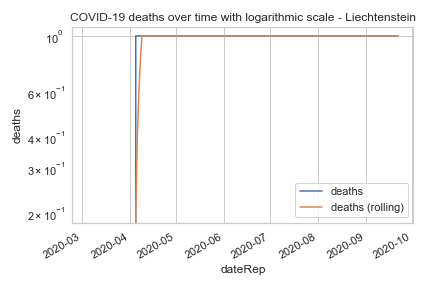 COVID-19 deaths over time with logarithmic scale - Liechtenstein
deaths
10⁰
6 × 10⁻¹
4 × 10⁻¹
3 × 10⁻¹
2 × 10⁻¹
deaths
deaths (rolling)
2020-03
2020-04
2020-05
2020-06
2020-07
2020-08
2020-09
2020-10
dateRep